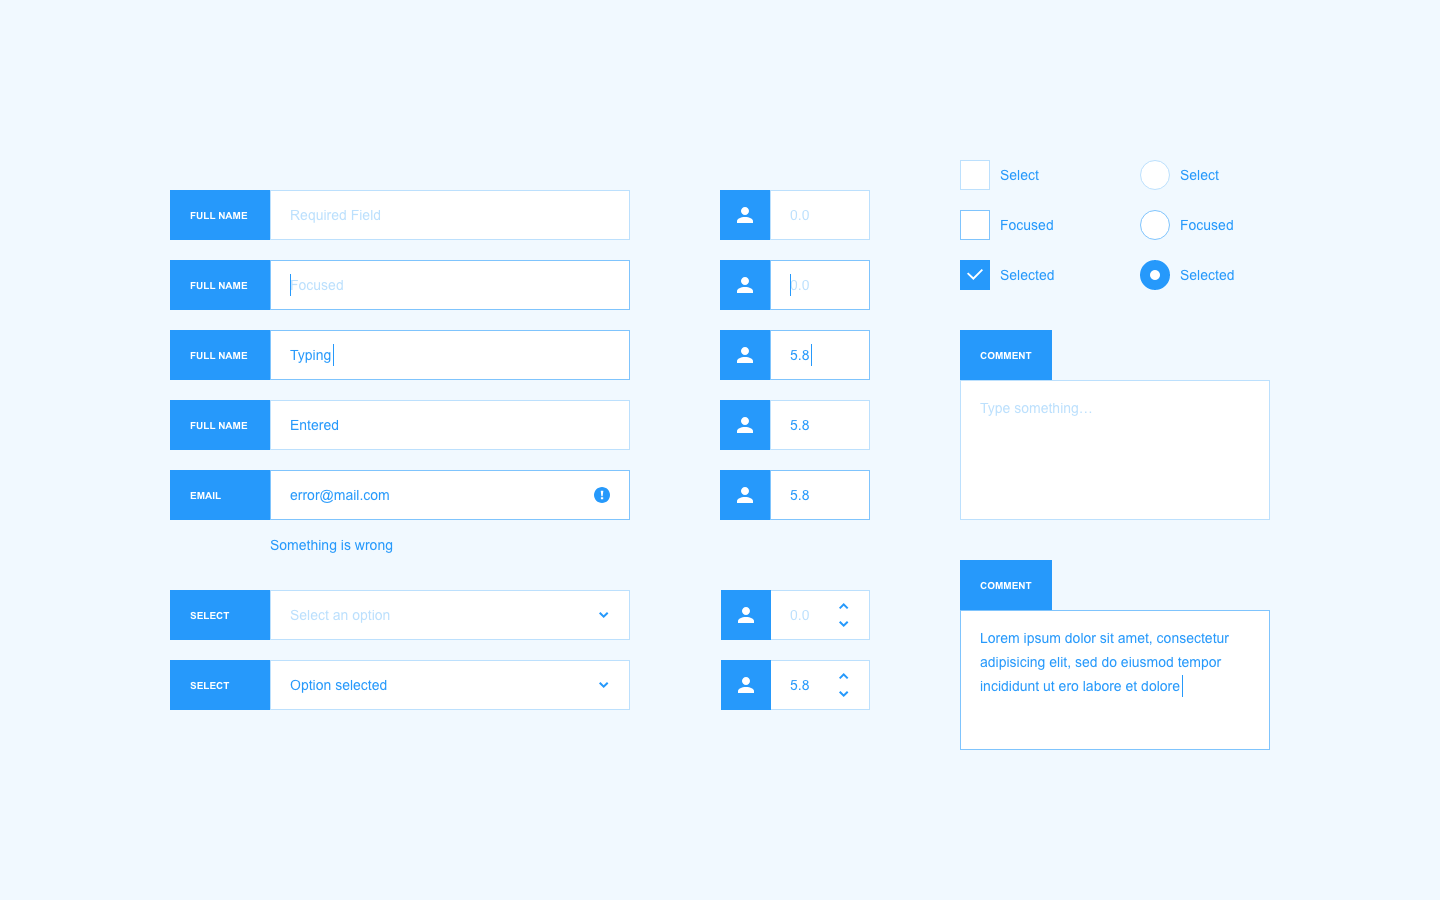 FULL NAME Required Field
FULL NAME Focused
FULL NAME Typing
FULL NAME Entered
EMAIL error@mail.com
Something is wrong
SELECT Select an option
SELECT Option selected
0.0
0.0
5.8
5.8
5.8
0.0
5.8
Select
Focused
Selected
Select
Focused
Selected
COMMENT
Type something...
COMMENT
Lorem ipsum dolor sit amet, consectetur
adipisicing elit, sed do eiusmod tempor
incididunt ut ero labore et dolore